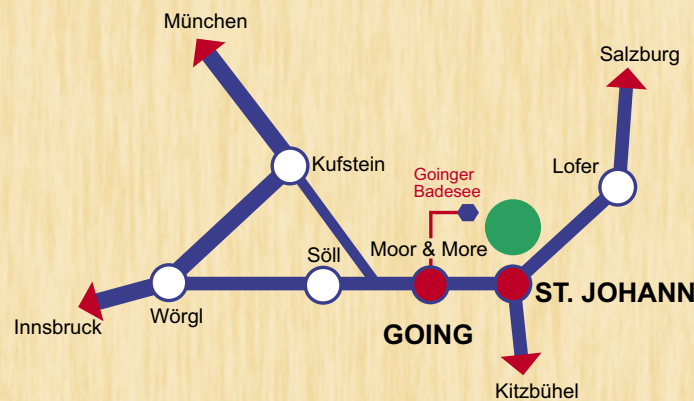 München
Salzburg
Kufstein
Goinger
Badesee
Lofer
Söll
Moor & More
ST. JOHANN
Innsbruck
Wörgl
GOING
Kitzbühel